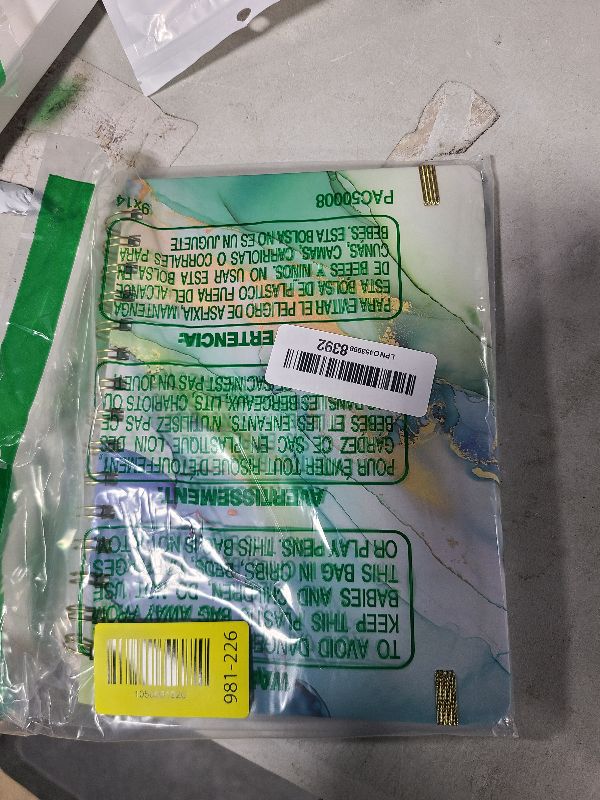 TO AVOID DANGE
KEEP THIS PLASTIC BAG AWAY FROM
BABIES AND CHILDREN. DO NOT USE
THIS BAG IN CRIBS, BEDS,
OR PLAY PENS. THIS BAG IS NOT
AVERTISSEMENT:
POUR ÉVITER TOUT RISQUE D'ÉTOUFFEMENT,
GARDEZ CE SAC EN PLASTIQUE LOIN DES
BÉBÉS ET DES ENFANTS. N'UTILISEZ PAS CE
DANS LES BERCEAUX, LITS, CHARIOTS OU
SAC N'EST PAS UN JOUET
ERTENCIA:
PARA EVITAR EL PELIGRO DE ASFIXIA, MANTENGA
ESTA BOLSA DE PLASTICO FUERA DEL ALCANCE
DE BEBES Y NIÑOS. NO USAR ESTA BOLSA EN
CUNAS, CAMAS, CARRIOLAS O CORRALES PARA
BEBES. ESTA BOLSA NO ES UN JUGUETE
PAC50008
9x14
8392
981-226